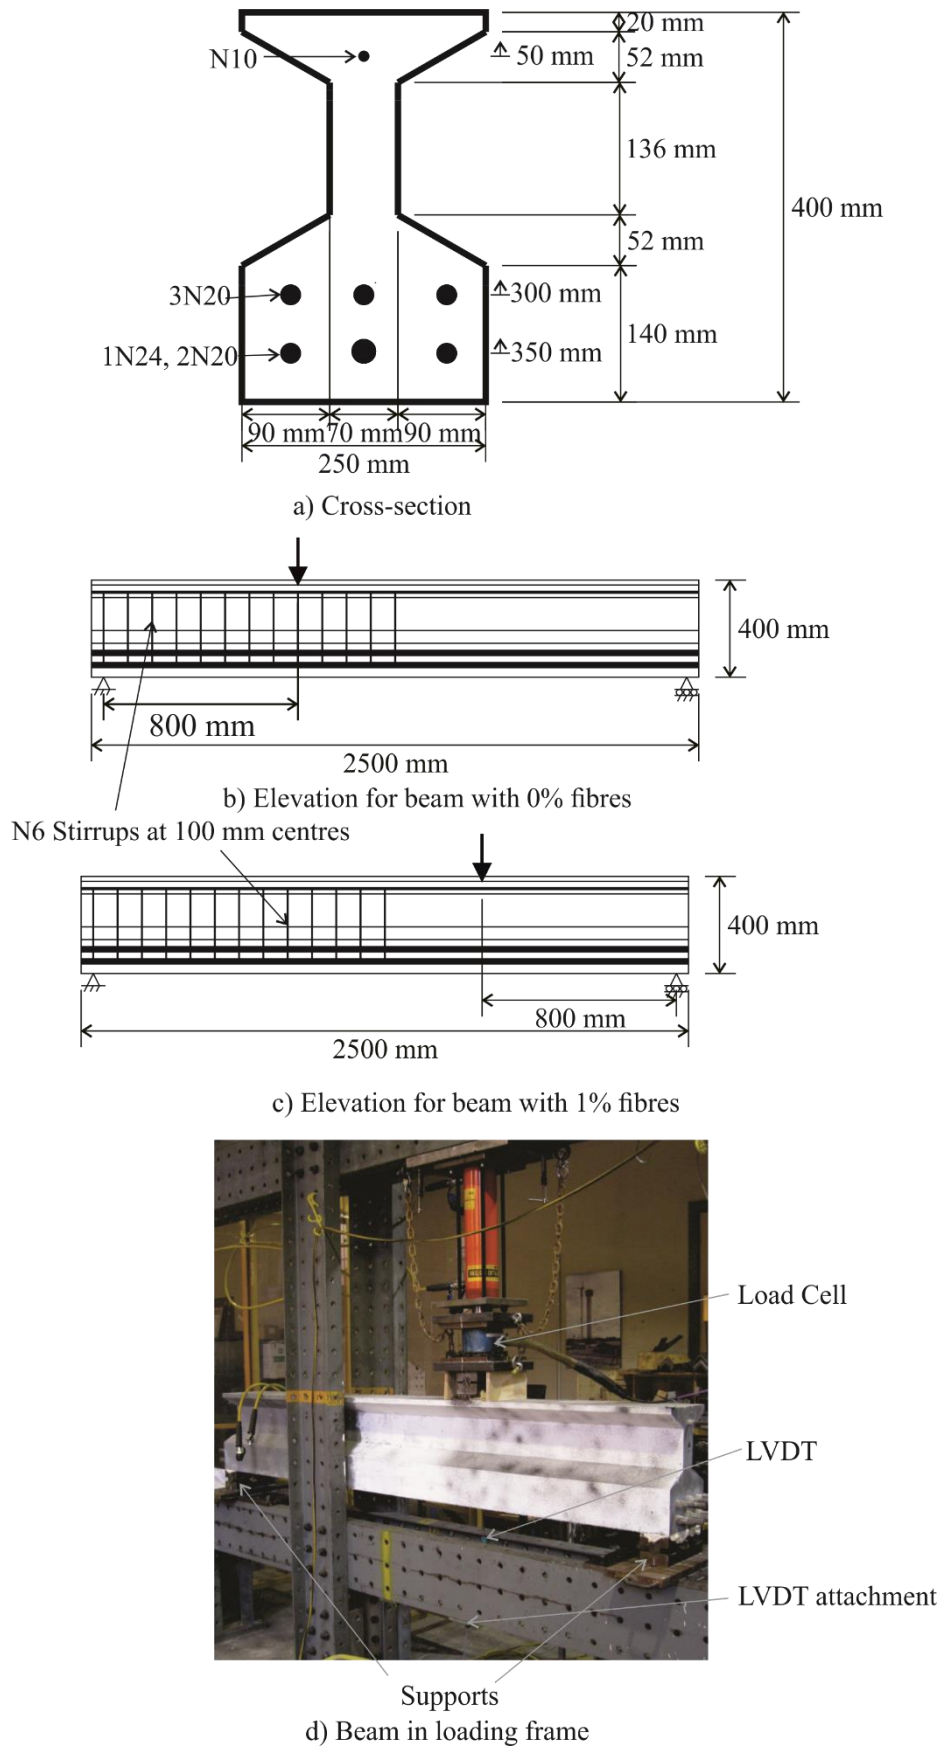 20 mm
N10
50 mm
52 mm
136 mm
400 mm
52 mm
3N20
300 mm
140 mm
1N24, 2N20
350 mm
90 mm
70 mm
90 mm
250 mm
a) Cross-section
400 mm
800 mm
2500 mm
b) Elevation for beam with 0% fibres
N6 Stirrups at 100 mm centres
400 mm
800 mm
2500 mm
c) Elevation for beam with 1% fibres
Load Cell
LVDT
LVDT attachment
Supports
d) Beam in loading frame